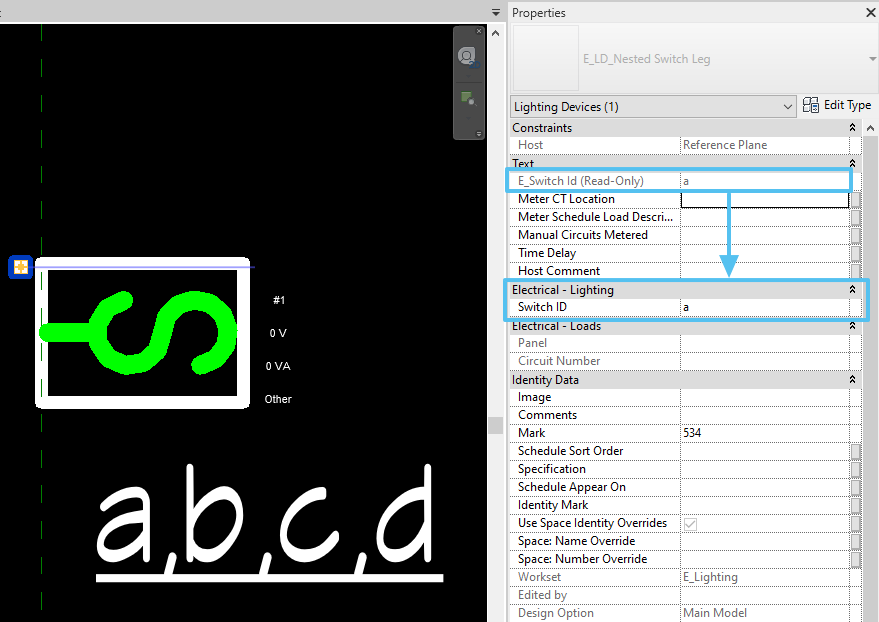 Properties
E_LD_Nested Switch Leg
Lighting Devices (1)
Edit Type
Constraints
Host Reference Plane
Text
E_Switch Id (Read-Only) a
Meter CT Location
Meter Schedule Load Descri...
Manual Circuits Metered
Time Delay
Host Comment
Electrical - Lighting
Switch ID a
Electrical - Loads
Panel
Circuit Number
Identity Data
Image
Comments
Mark 534
Schedule Sort Order
Specification
Schedule Appear On
Identity Mark
Use Space Identity Overrides
Space: Name Override
Space: Number Override
Workset E_Lighting
Edited by
Design Option Main Model
S
#1
0 V
0 VA
Other
a,b,c,d